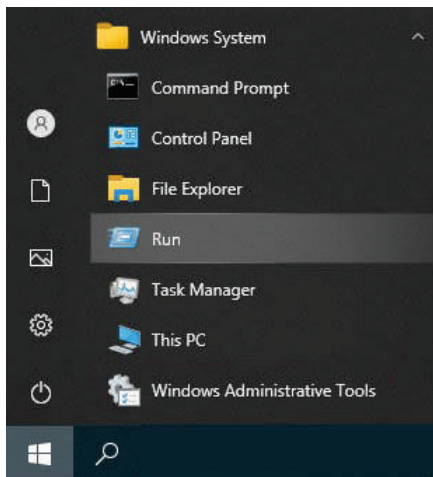 Windows System
Command Prompt
Control Panel
File Explorer
Run
Task Manager
This PC
Windows Administrative Tools